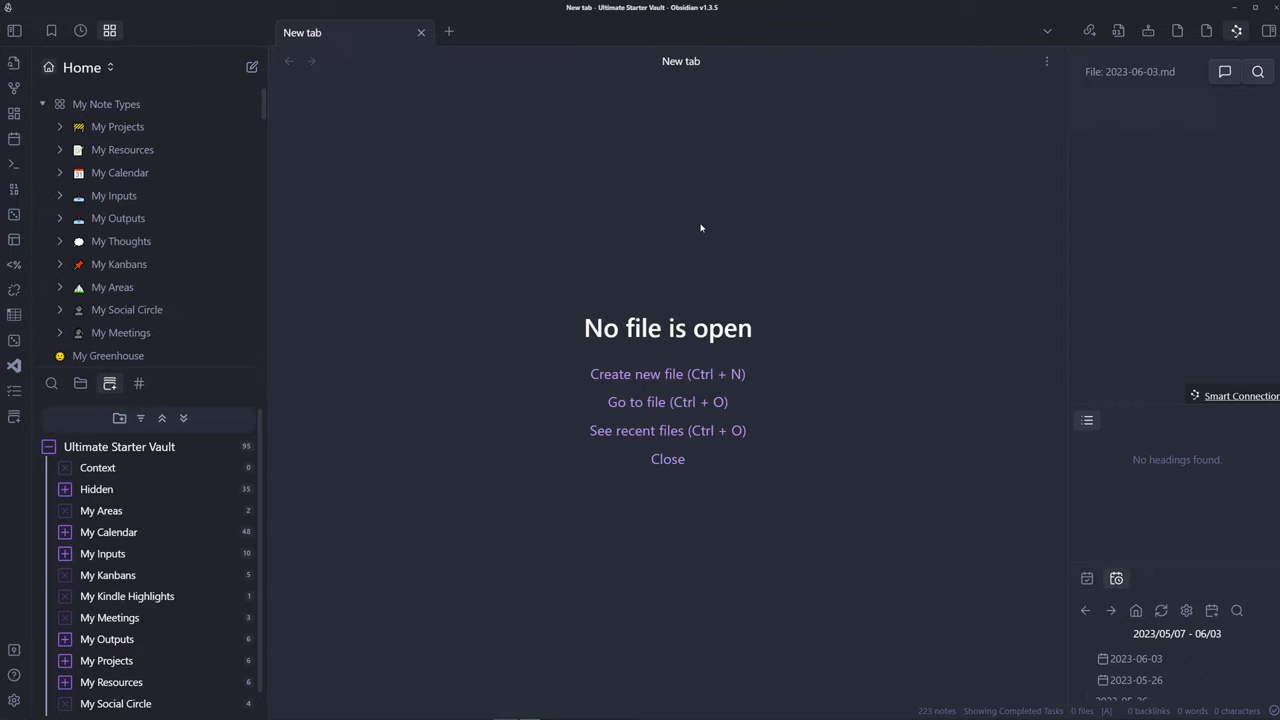 New tab - Ultimate Starter Vault - Obsidian v1.3.5
New tab
Home
My Note Types
My Projects
My Resources
My Calendar
My Inputs
My Outputs
My Thoughts
My Kanbans
My Areas
My Social Circle
My Meetings
My Greenhouse
Ultimate Starter Vault 95
Context 0
Hidden 35
My Areas 2
My Calendar 48
My Inputs 10
My Kanbans 5
My Kindle Highlights 1
My Meetings 3
My Outputs 6
My Projects 6
My Resources 6
My Social Circle 4
New tab
No file is open
Create new file (Ctrl + N)
Go to file (Ctrl + O)
See recent files (Ctrl + O)
Close
File: 2023-06-03.md
Smart Connection
No headings found.
2023/05/07 - 06/03
2023-06-03
2023-05-26
223 notes Showing Completed Tasks 0 files [A] 0 backlinks 0 words 0 characters